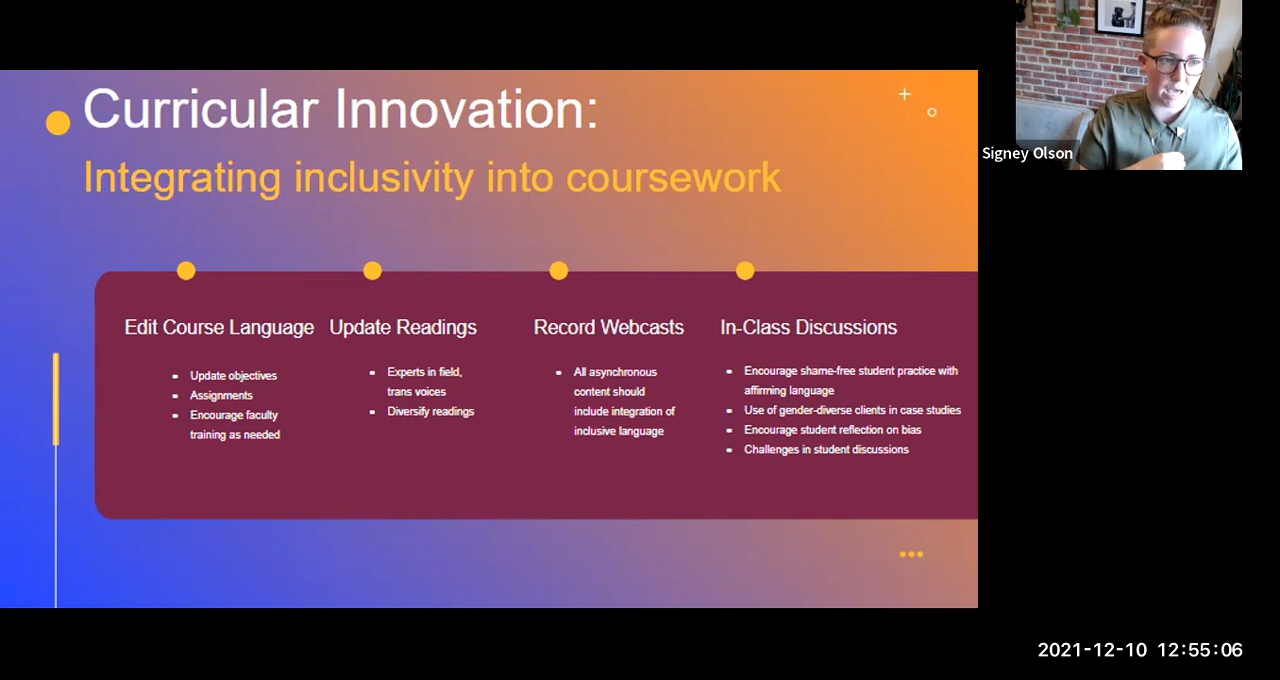 Curricular Innovation:
Integrating inclusivity into coursework
Edit Course Language
Update objectives
Assignments
Encourage faculty
training as needed
Update Readings
Experts in field,
trans voices
Diversify readings
Record Webcasts
All asynchronous
content should
include integration of
inclusive language
In-Class Discussions
Encourage shame-free student practice with
affirming language
Use of gender-diverse clients in case studies
Encourage student reflection on bias
Challenges in student discussions
Signey Olson
2021-12-10 12:55:06